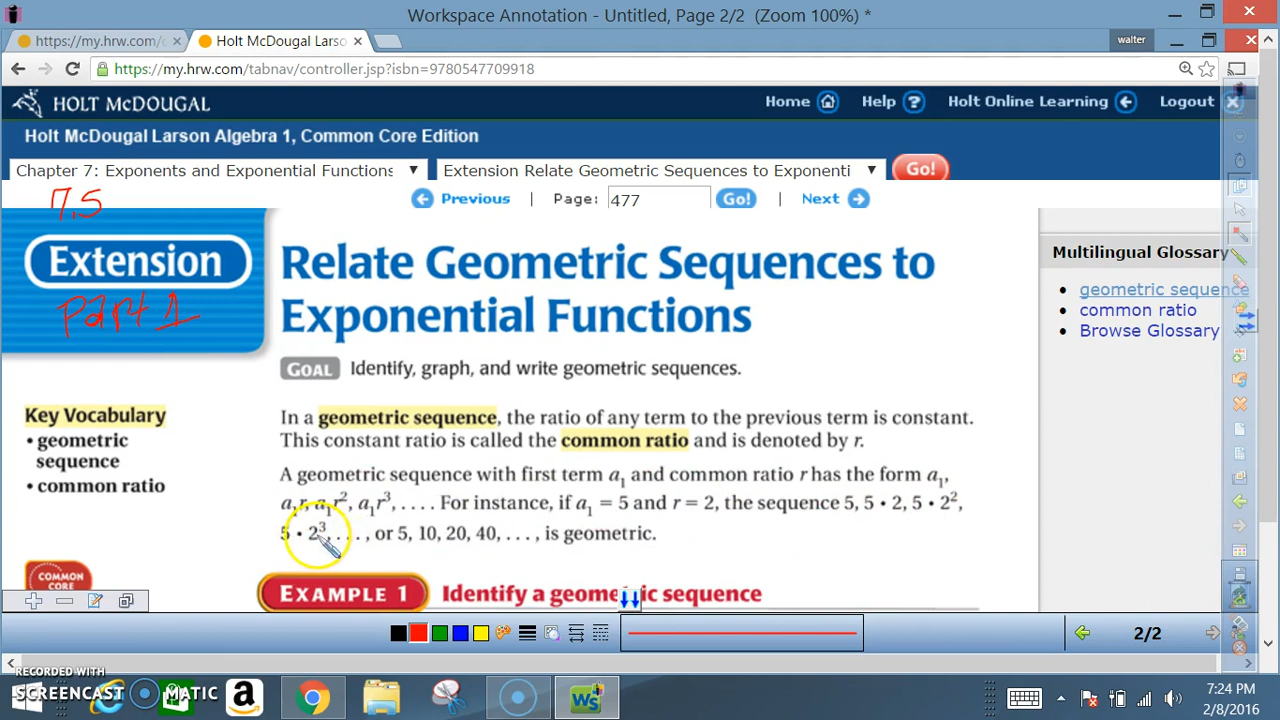 Workspace Annotation - Untitled, Page 2/2 (Zoom 100%) *
https://my.hrw.com/
Holt McDougal Larso
walter
https://my.hrw.com/tabnav/controller.jsp?isbn=9780547709918
HOLT McDOUGAL
Home
Help
Holt Online Learning
Logout
Holt McDougal Larson Algebra 1, Common Core Edition
Chapter 7: Exponents and Exponential Functions
Extension Relate Geometric Sequences to Exponenti
Go!
7.5
Previous | Page: 477 Go! | Next
Extension
Part 1
Relate Geometric Sequences to
Exponential Functions
GOAL Identify, graph, and write geometric sequences.
Multilingual Glossary
• geometric sequence
• common ratio
• Browse Glossary
Key Vocabulary
• geometric
sequence
• common ratio
In a geometric sequence, the ratio of any term to the previous term is constant.
This constant ratio is called the common ratio and is denoted by r.
A geometric sequence with first term a₁ and common ratio r has the form a₁,
a₁r, a₁r², a₁r³, . . . . For instance, if a₁ = 5 and r = 2, the sequence 5, 5 • 2, 5 • 2²,
5 • 2³, . . . , or 5, 10, 20, 40, . . . , is geometric.
COMMON
CORE
EXAMPLE 1 Identify a geometric sequence
2/2
RECORDED WITH
SCREENCAST MATIC
7:24 PM
2/8/2016